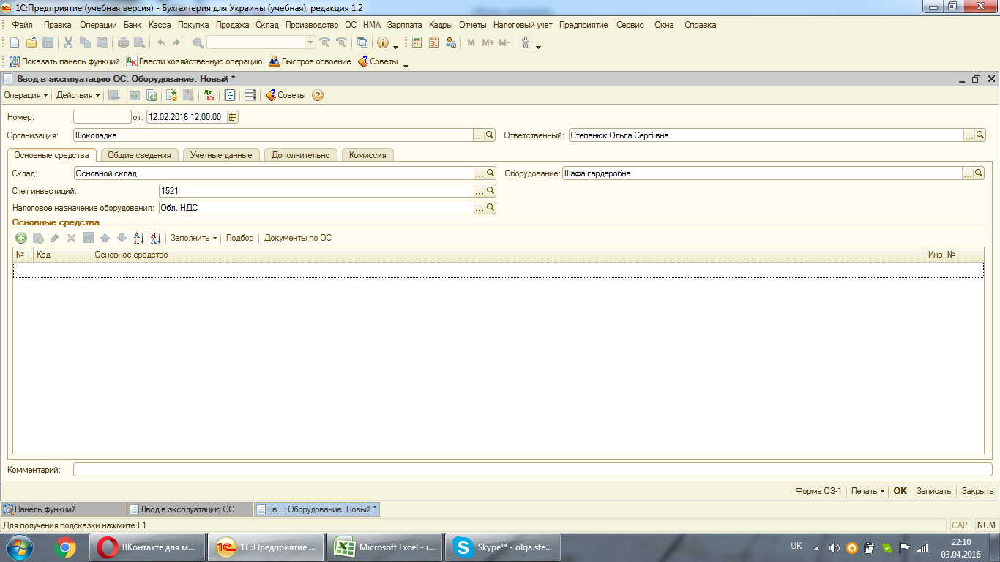 1С:Предприятие (учебная версия) - Бухгалтерия для Украины (учебная), редакция 1.2
Файл Правка Операции Банк Касса Покупка Продажа Склад Производство ОС НМА Зарплата Кадры Отчеты Налоговый учет Предприятие Сервис Окна Справка
M M+ M-
Показать панель функций Ввести хозяйственную операцию Быстрое освоение Советы
Ввод в эксплуатацию ОС: Оборудование. Новый *
Операция Действия Дт Кт Советы
Номер: от: 12.02.2016 12:00:00
Организация: Шоколадка ... Ответственный: Степанюк Ольга Сергіївна ...
Основные средства Общие сведения Учетные данные Дополнительно Комиссия
Склад: Основной склад ... Оборудование: Шафа гардеробна ...
Счет инвестиций: 1521 ...
Налоговое назначение оборудования: Обл. НДС ...
Основные средства
Заполнить Подбор Документы по ОС
№ Код Основное средство Инв. №
Комментарий:
Форма ОЗ-1 Печать OK Записать Закрыть
Панель функций Ввод в эксплуатацию ОС Вв...: Оборудование. Новый *
Для получения подсказки нажмите F1 CAP NUM
ВКонтакте для м... 1С:Предприятие ... Microsoft Excel - i... Skype™ - olga.ste... UK 22:10
03.04.2016